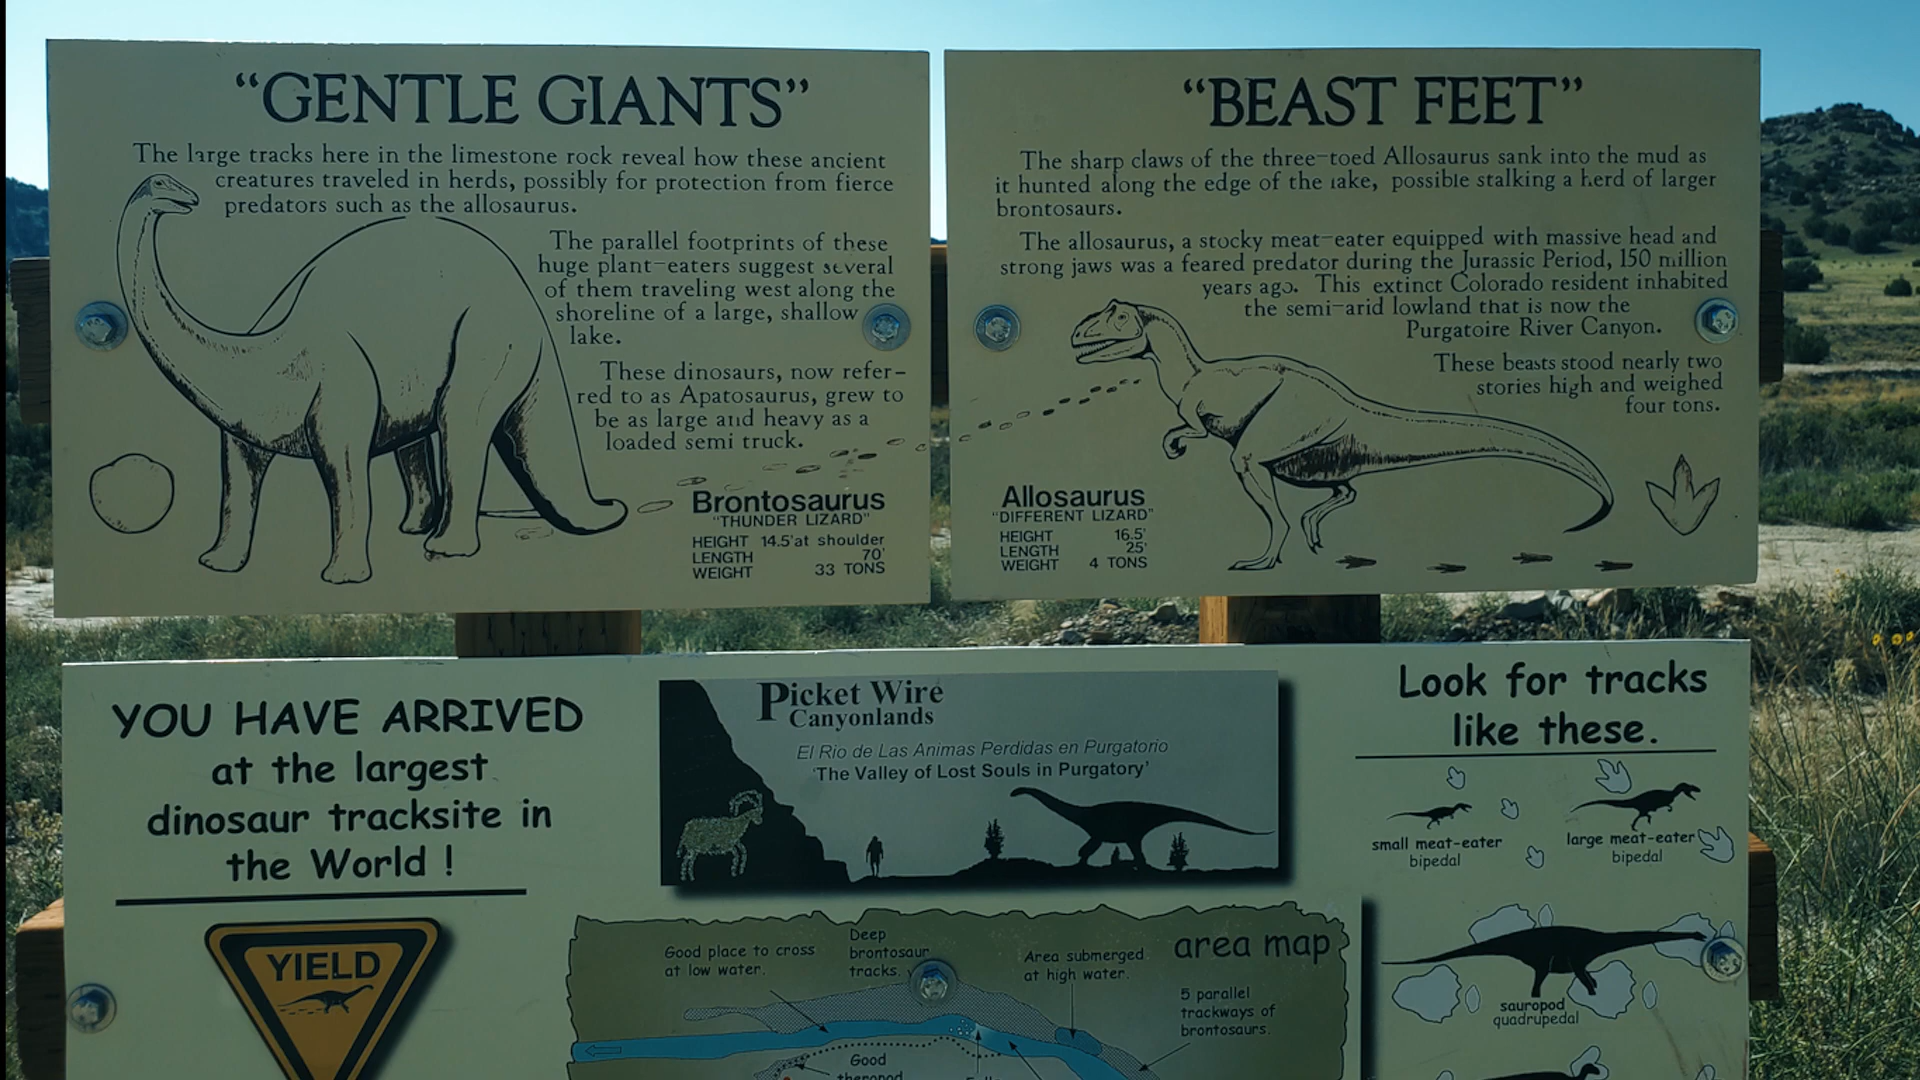 “GENTLE GIANTS”
The large tracks here in the limestone rock reveal how these ancient
creatures traveled in herds, possibly for protection from fierce
predators such as the allosaurus.
The parallel footprints of these
huge plant-eaters suggest several
of them traveling west along the
shoreline of a large, shallow
lake.
These dinosaurs, now refer-
red to as Apatosaurus, grew to
be as large and heavy as a
loaded semi truck.
Brontosaurus
"THUNDER LIZARD"
HEIGHT 14.5'at shoulder
LENGTH 70'
WEIGHT 33 TONS
“BEAST FEET”
The sharp claws of the three-toed Allosaurus sank into the mud as
it hunted along the edge of the lake, possible stalking a herd of larger
brontosaurs.
The allosaurus, a stocky meat-eater equipped with massive head and
strong jaws was a feared predator during the Jurassic Period, 150 million
years ago. This extinct Colorado resident inhabited
the semi-arid lowland that is now the
Purgatoire River Canyon.
These beasts stood nearly two
stories high and weighed
four tons.
Allosaurus
"DIFFERENT LIZARD"
HEIGHT 16.5'
LENGTH 25'
WEIGHT 4 TONS
YOU HAVE ARRIVED
at the largest
dinosaur tracksite in
the World !
YIELD
Picket Wire
Canyonlands
El Rio de Las Animas Perdidas en Purgatorio
'The Valley of Lost Souls in Purgatory'
area map
Good place to cross
at low water.
Deep
brontosaur
tracks.
Area submerged
at high water.
5 parallel
trackways of
brontosaurs.
Good
theropod
Look for tracks
like these.
small meat-eater
bipedal
large meat-eater
bipedal
sauropod
quadrupedal